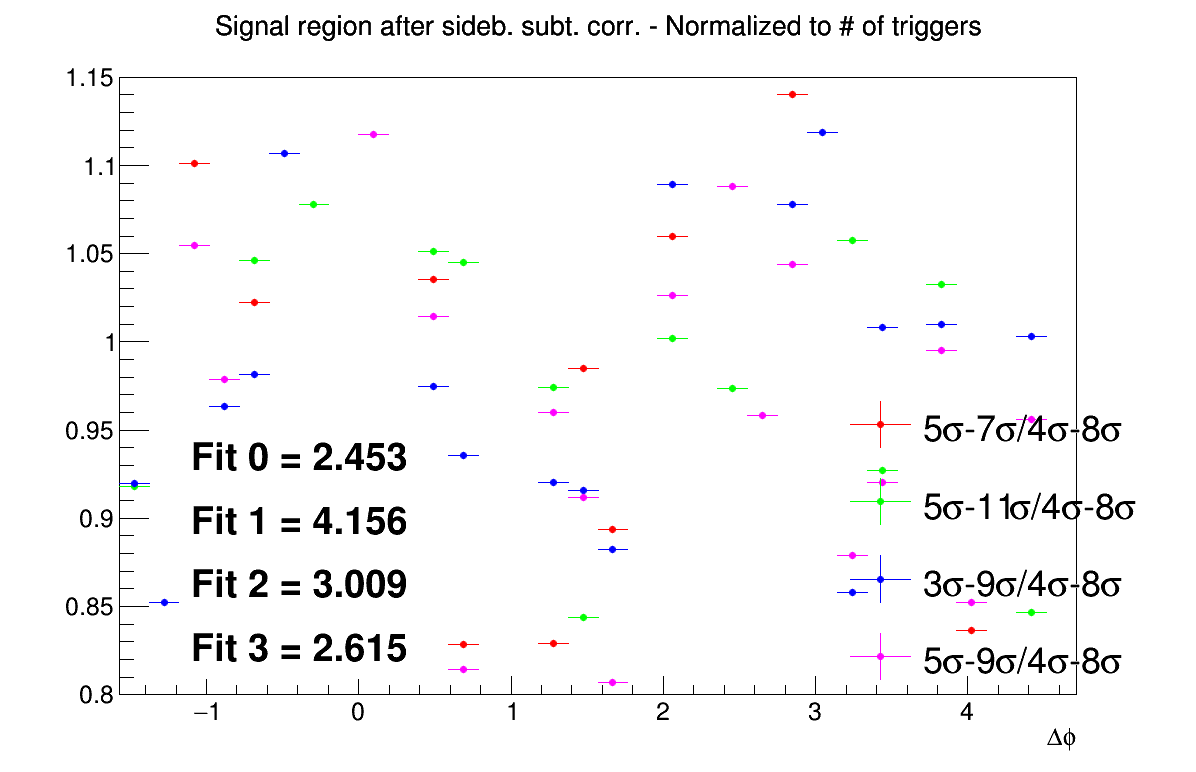 Signal region after sideb. subt. corr. - Normalized to # of triggers
1.15
1.1
1.05
1
0.95
0.9
0.85
0.8
Fit 0 = 2.453
Fit 1 = 4.156
Fit 2 = 3.009
Fit 3 = 2.615
5σ-7σ/4σ-8σ
5σ-11σ/4σ-8σ
3σ-9σ/4σ-8σ
5σ-9σ/4σ-8σ
−1 0 1 2 3 4
Δϕ